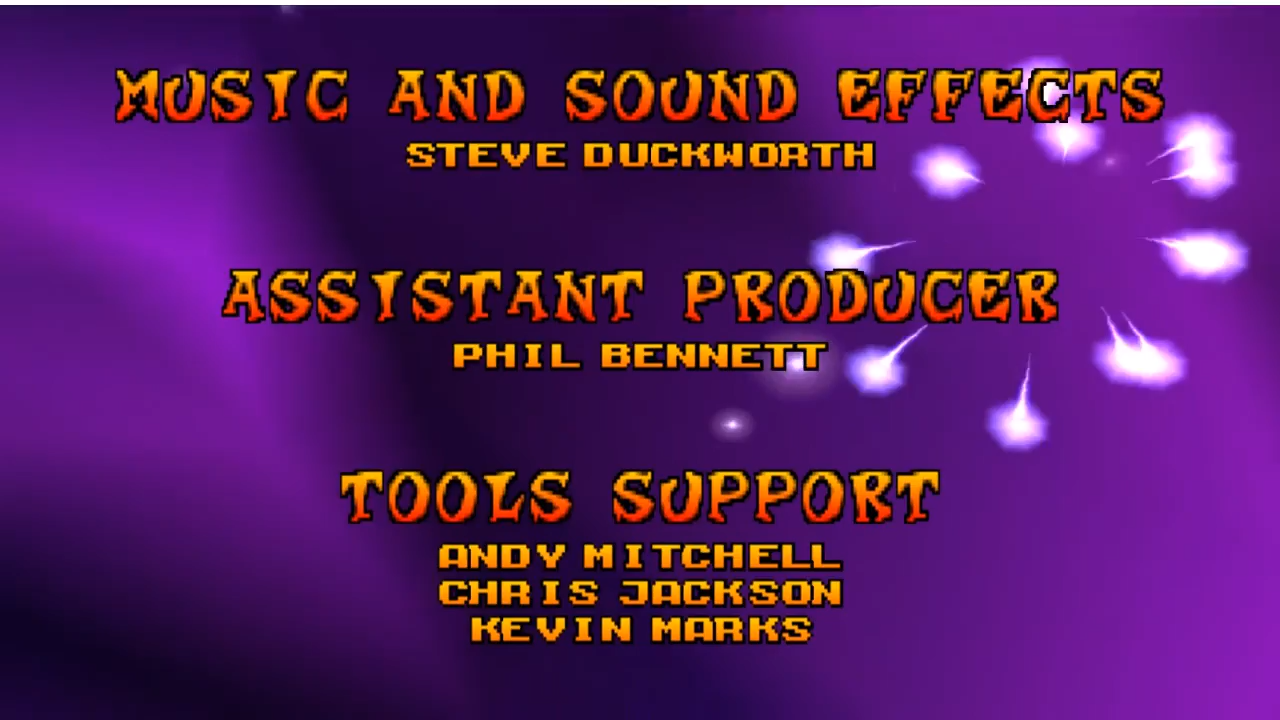 MUSIC AND SOUND EFFECTS
STEVE DUCKWORTH
ASSISTANT PRODUCER
PHIL BENNETT
TOOLS SUPPORT
ANDY MITCHELL
CHRIS JACKSON
KEVIN MARKS